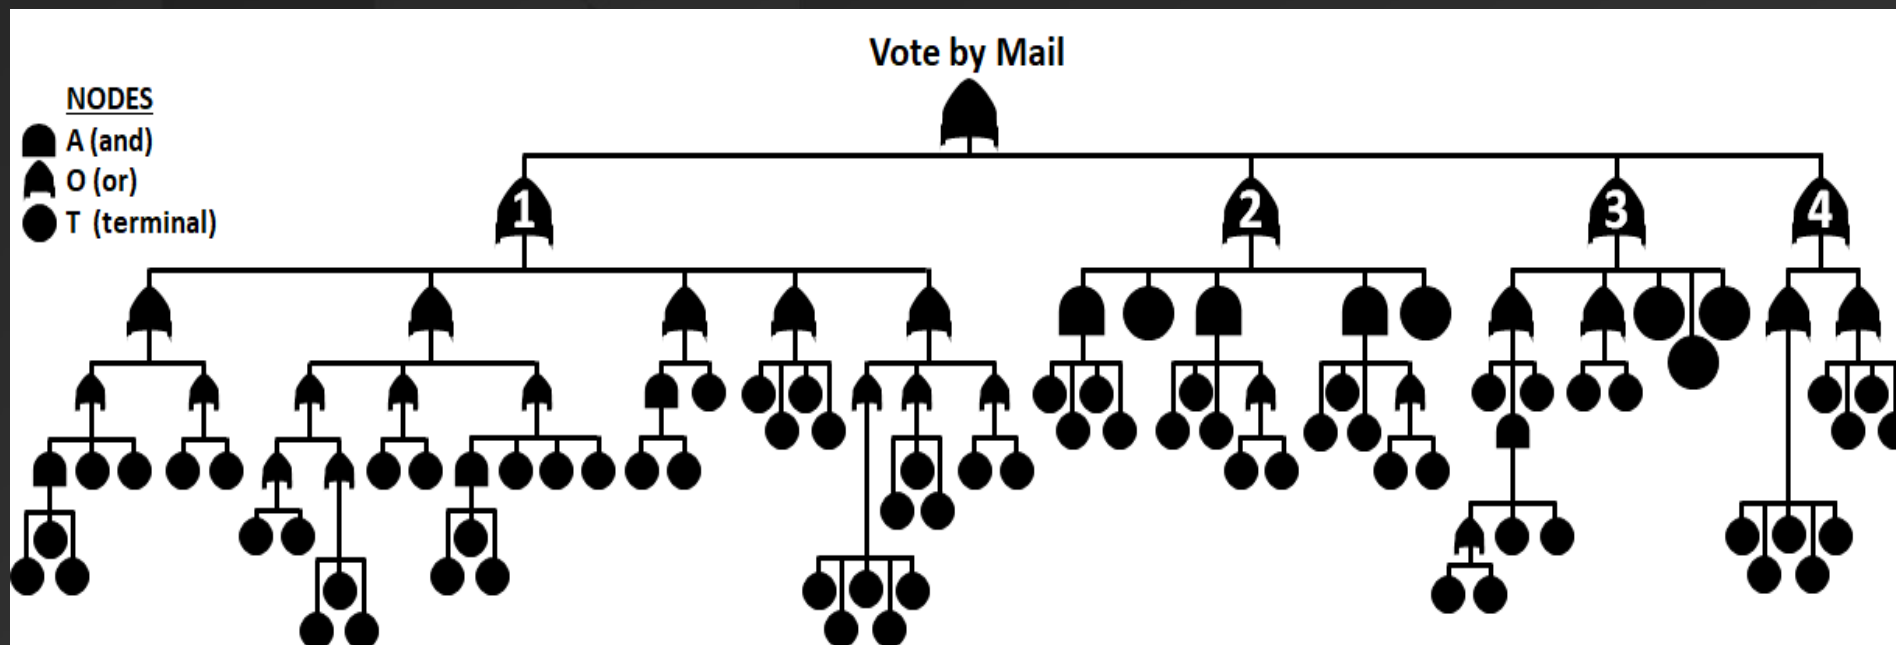 Vote by Mail
NODES
A (and)
O (or)
T (terminal)
1
2
3
4